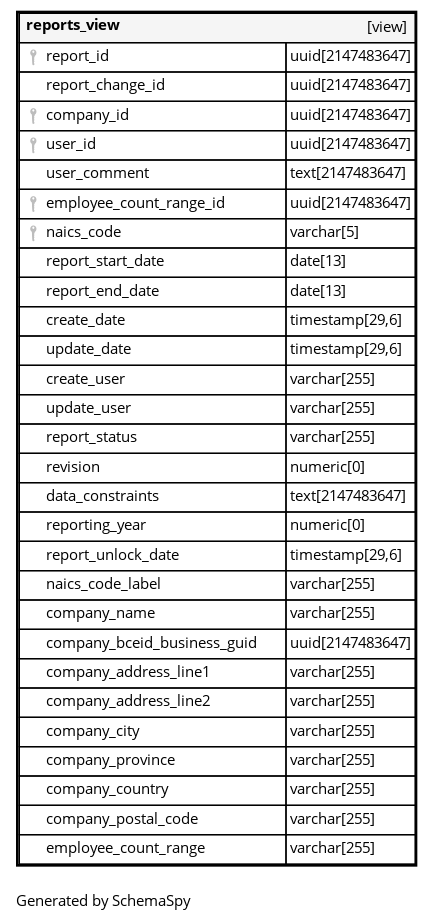 reports_view [view]
report_id uuid[2147483647]
report_change_id uuid[2147483647]
company_id uuid[2147483647]
user_id uuid[2147483647]
user_comment text[2147483647]
employee_count_range_id uuid[2147483647]
naics_code varchar[5]
report_start_date date[13]
report_end_date date[13]
create_date timestamp[29,6]
update_date timestamp[29,6]
create_user varchar[255]
update_user varchar[255]
report_status varchar[255]
revision numeric[0]
data_constraints text[2147483647]
reporting_year numeric[0]
report_unlock_date timestamp[29,6]
naics_code_label varchar[255]
company_name varchar[255]
company_bceid_business_guid uuid[2147483647]
company_address_line1 varchar[255]
company_address_line2 varchar[255]
company_city varchar[255]
company_province varchar[255]
company_country varchar[255]
company_postal_code varchar[255]
employee_count_range varchar[255]
Generated by SchemaSpy